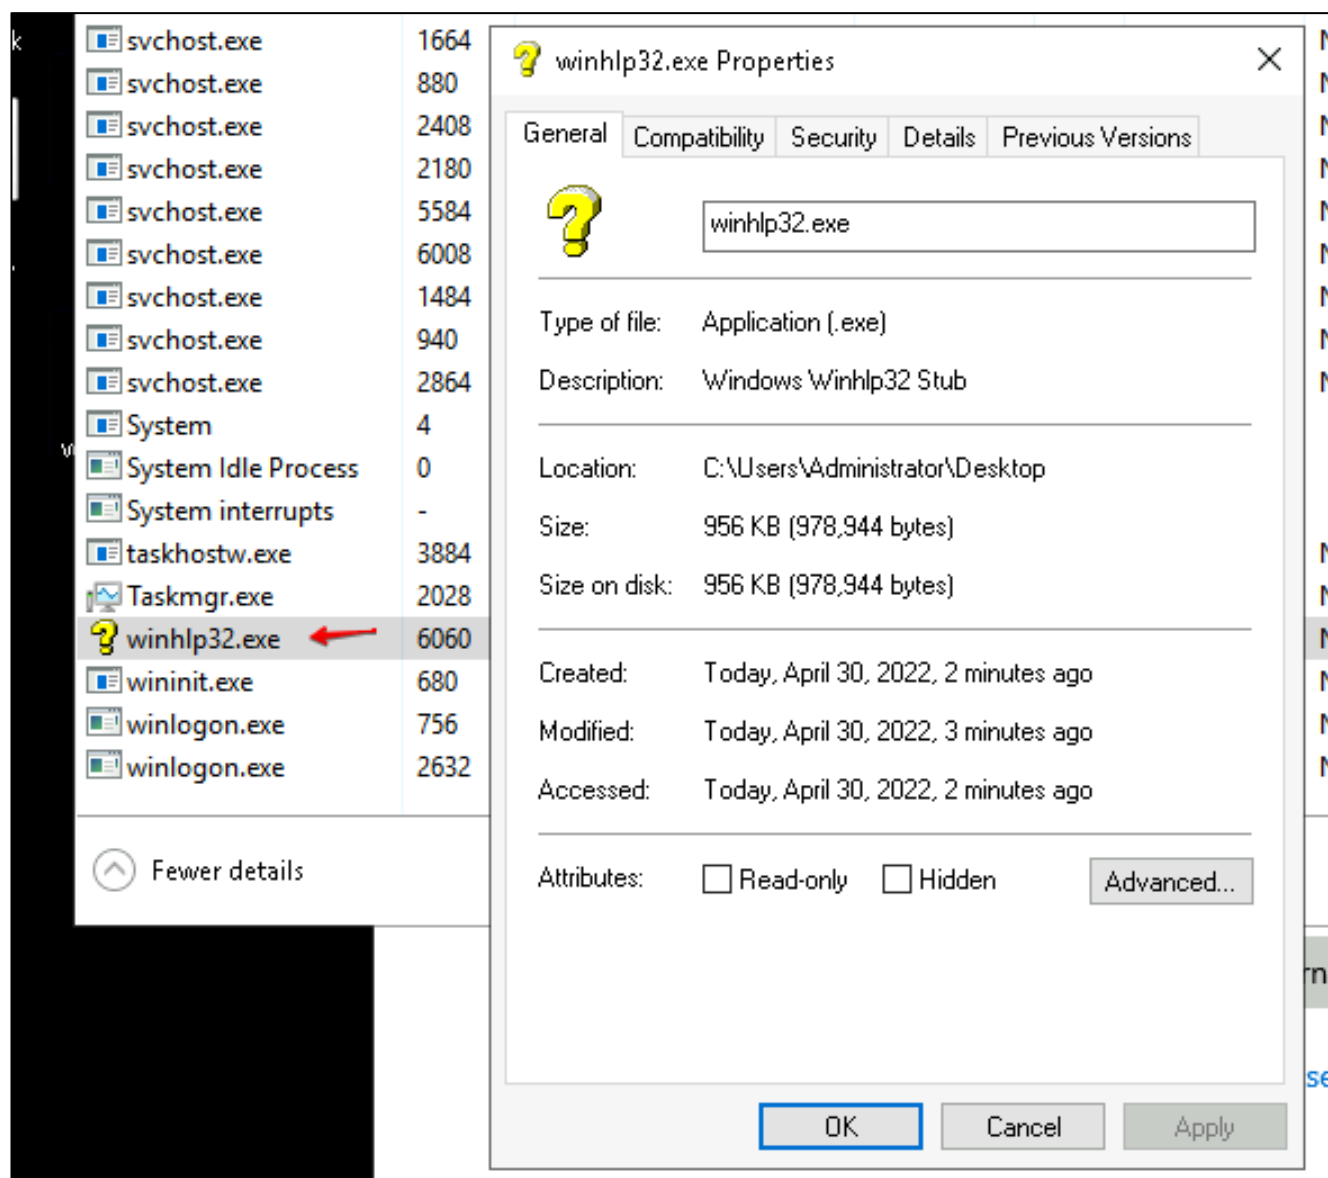 k
svchost.exe 1664
svchost.exe 880
svchost.exe 2408
svchost.exe 2180
svchost.exe 5584
svchost.exe 6008
svchost.exe 1484
svchost.exe 940
svchost.exe 2864
System 4
System Idle Process 0
System interrupts -
taskhostw.exe 3884
Taskmgr.exe 2028
winhlp32.exe 6060
wininit.exe 680
winlogon.exe 756
winlogon.exe 2632
Fewer details
winhlp32.exe Properties
General Compatibility Security Details Previous Versions
winhlp32.exe
Type of file: Application (.exe)
Description: Windows Winhlp32 Stub
Location: C:\Users\Administrator\Desktop
Size: 956 KB (978,944 bytes)
Size on disk: 956 KB (978,944 bytes)
Created: Today, April 30, 2022, 2 minutes ago
Modified: Today, April 30, 2022, 3 minutes ago
Accessed: Today, April 30, 2022, 2 minutes ago
Attributes: Read-only Hidden Advanced...
OK Cancel Apply